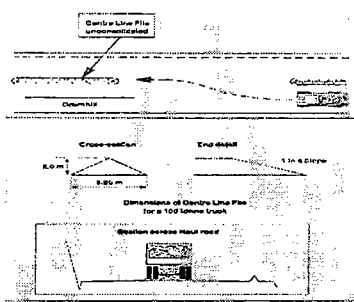 Centre Line Pile
unconsolidated
Downhill
Cross-section
End detail
2.0 m
1 in 4 slope
Dimensions of Centre Line Pile
for a 100 tonne truck
Section across Haul road